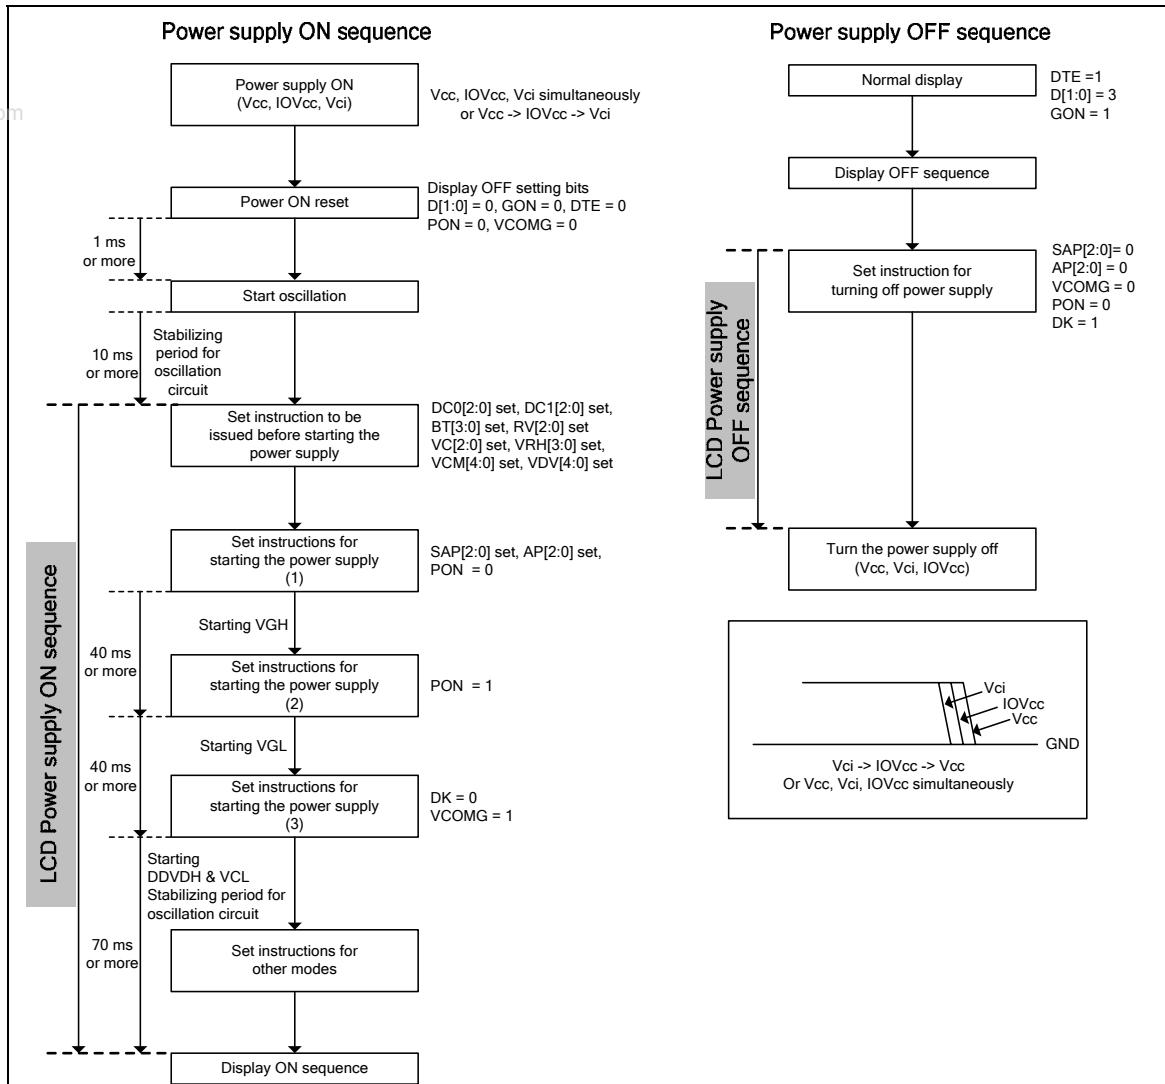 Power supply ON sequence
Power supply ON
(Vcc, IOVcc, Vci)
Vcc, IOVcc, Vci simultaneously
or Vcc -> IOVcc -> Vci
om
Power ON reset
Display OFF setting bits
D[1:0] = 0, GON = 0, DTE = 0
PON = 0, VCOMG = 0
1 ms
or more
Start oscillation
10 ms
or more
Stabilizing
period for
oscillation
circuit
Set instruction to be
issued before starting the
power supply
DC0[2:0] set, DC1[2:0] set,
BT[3:0] set, RV[2:0] set
VC[2:0] set, VRH[3:0] set,
VCM[4:0] set, VDV[4:0] set
LCD Power supply ON sequence
Set instructions for
starting the power supply
(1)
SAP[2:0] set, AP[2:0] set,
PON = 0
40 ms
or more
Starting VGH
Set instructions for
starting the power supply
(2)
PON = 1
40 ms
or more
Starting VGL
Set instructions for
starting the power supply
(3)
DK = 0
VCOMG = 1
70 ms
or more
Starting
DDVDH & VCL
Stabilizing period for
oscillation circuit
Set instructions for
other modes
Display ON sequence
Power supply OFF sequence
Normal display
DTE =1
D[1:0] = 3
GON = 1
Display OFF sequence
LCD Power supply
OFF sequence
Set instruction for
turning off power supply
SAP[2:0]= 0
AP[2:0] = 0
VCOMG = 0
PON = 0
DK = 1
Turn the power supply off
(Vcc, Vci, IOVcc)
Vci
IOVcc
Vcc
GND
Vci -> IOVcc -> Vcc
Or Vcc, Vci, IOVcc simultaneously